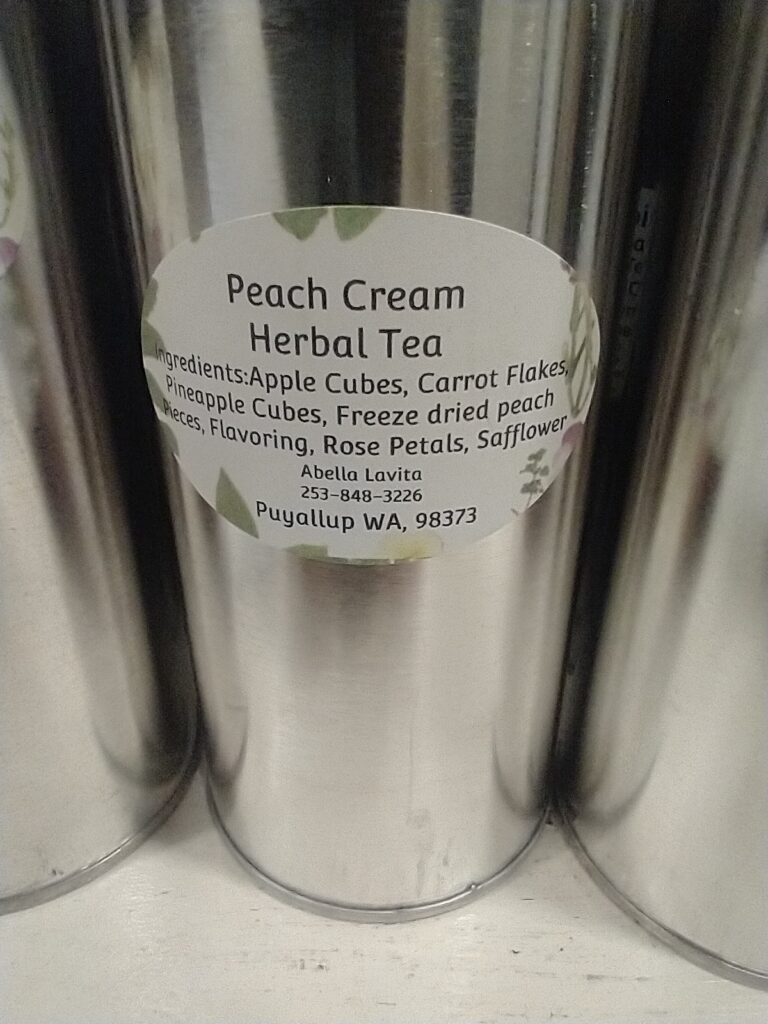 Peach Cream
Herbal Tea
Ingredients:Apple Cubes, Carrot Flakes,
Pineapple Cubes, Freeze dried peach
Pieces, Flavoring, Rose Petals, Safflower
Abella Lavita
253-848-3226
Puyallup WA, 98373